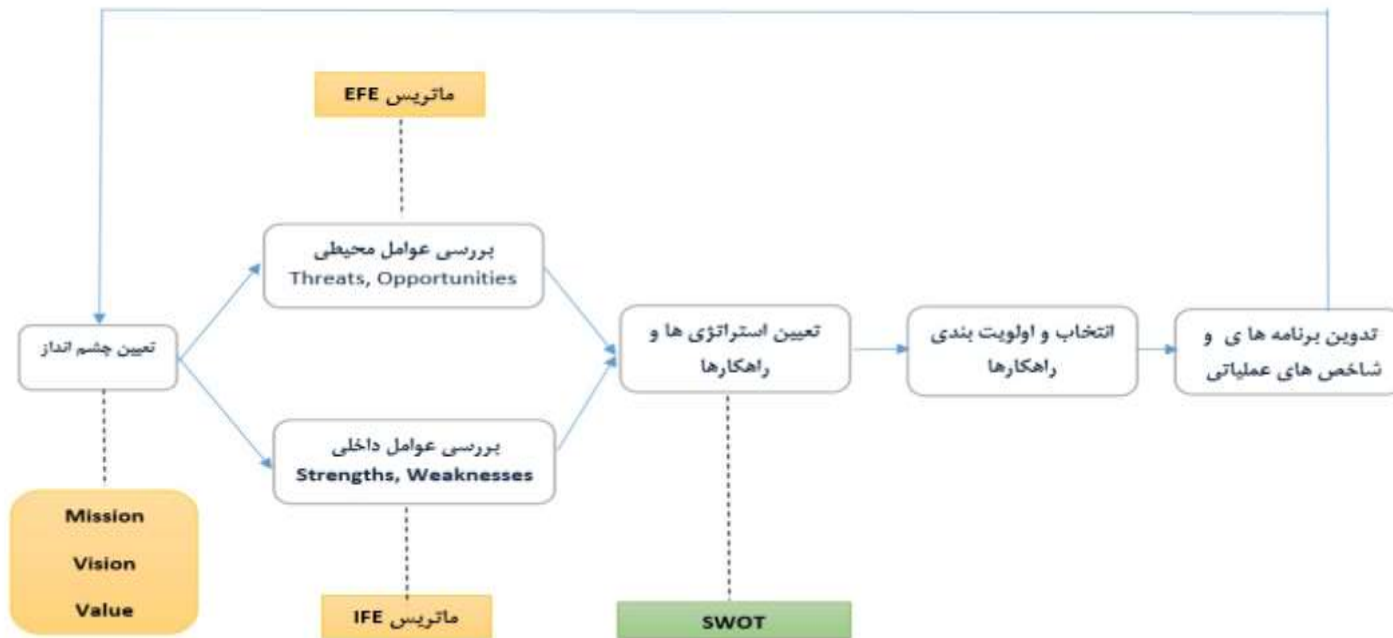 ماتریس EFE
بررسی عوامل محیطی
Threats, Opportunities
تعیین چشم انداز
تعیین استراتژی ها و
راهکارها
انتخاب و اولویت بندی
راهکارها
تدوین برنامه ها ی و
شاخص های عملیاتی
بررسی عوامل داخلی
Strengths, Weaknesses
Mission
Vision
Value
ماتریس IFE
SWOT